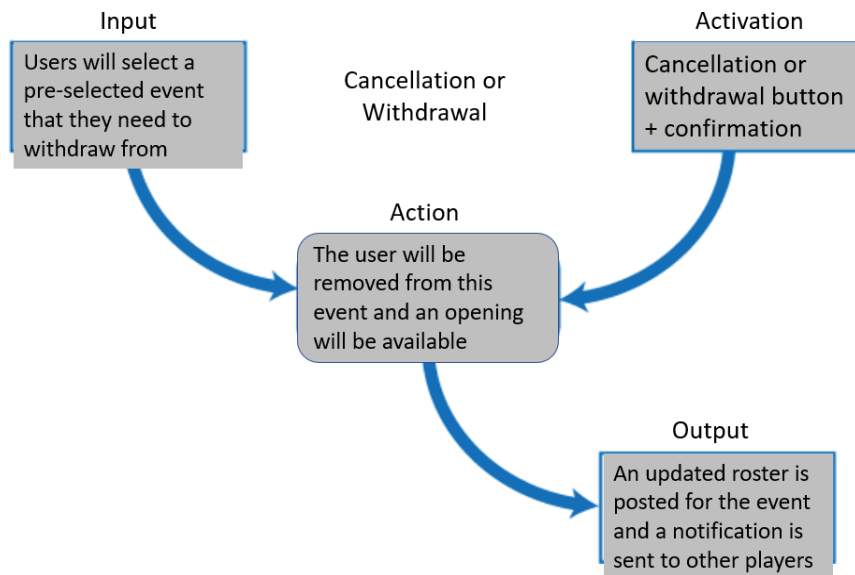 Input
Users will select a
pre-selected event
that they need to
withdraw from
Cancellation or
Withdrawal
Activation
Cancellation or
withdrawal button
+ confirmation
Action
The user will be
removed from this
event and an opening
will be available
Output
An updated roster is
posted for the event
and a notification is
sent to other players